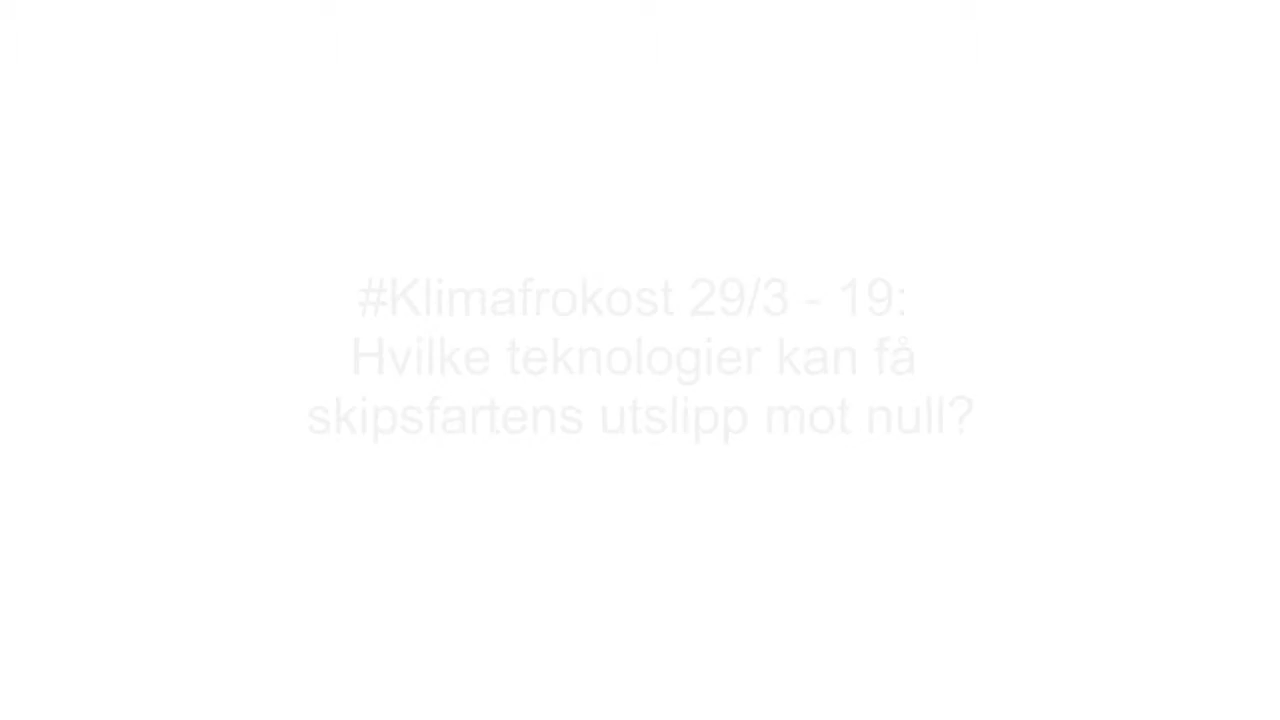 #Klimafrokost 29/3 - 19:
Hvilke teknologier kan få
skipsfartens utslipp mot null?